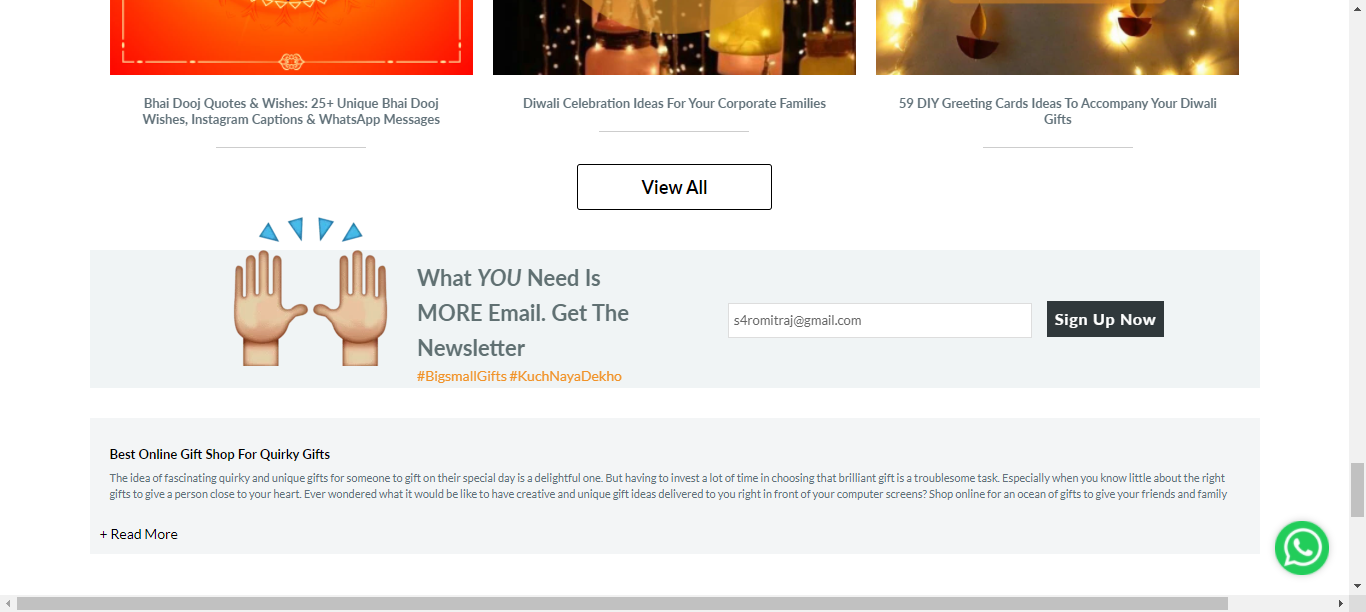 Bhai Dooj Quotes & Wishes: 25+ Unique Bhai Dooj
Wishes, Instagram Captions & WhatsApp Messages
Diwali Celebration Ideas For Your Corporate Families
59 DIY Greeting Cards Ideas To Accompany Your Diwali
Gifts
View All
What YOU Need Is
MORE Email. Get The
Newsletter
#BigsmallGifts #KuchNayaDekho
s4romitraj@gmail.com
Sign Up Now
Best Online Gift Shop For Quirky Gifts
The idea of fascinating quirky and unique gifts for someone to gift on their special day is a delightful one. But having to invest a lot of time in choosing that brilliant gift is a troublesome task. Especially when you know little about the right
gifts to give a person close to your heart. Ever wondered what it would be like to have creative and unique gift ideas delivered to you right in front of your computer screens? Shop online for an ocean of gifts to give your friends and family
+ Read More